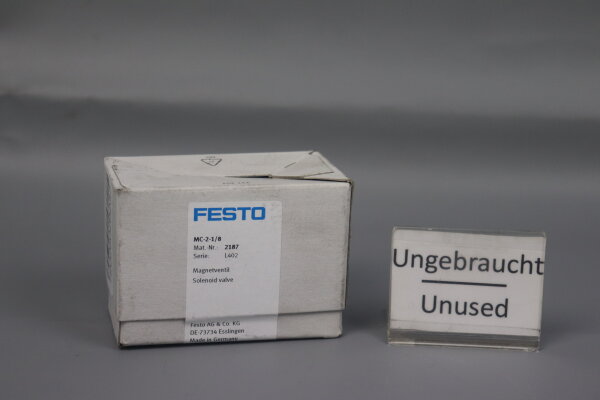 FESTO
MC-2-1/8
Mat.-Nr.: 2187
Serie: L402
Magnetventil
Solenoid valve
Festo AG & Co. KG
DE-73734 Esslingen
Made in Germany
Ungebraucht
Unused